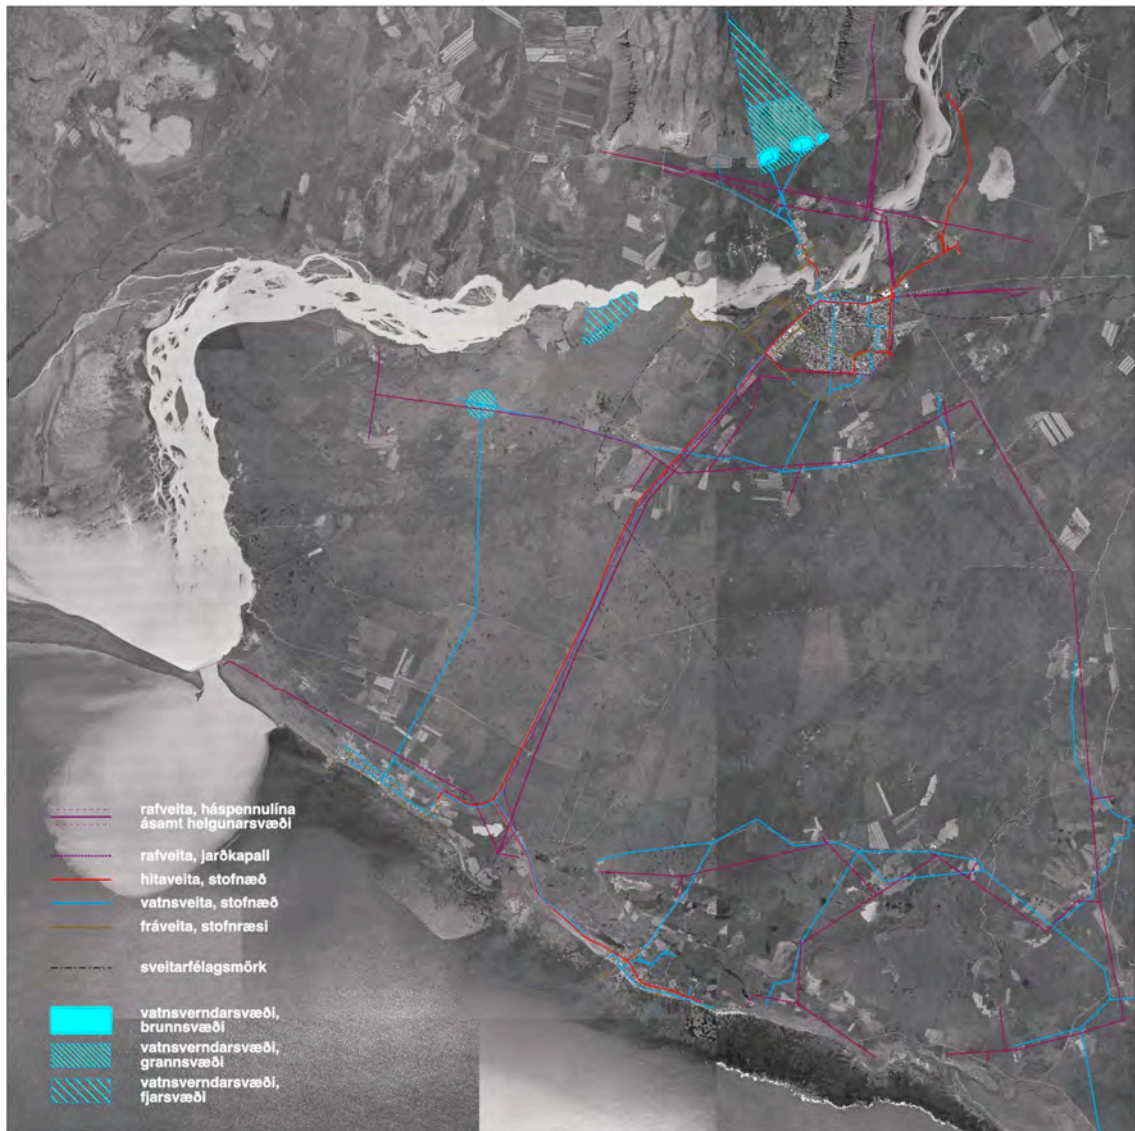 rafveita, háspennulína
ásamt helgunarsvæði
rafveita, jarðkapall
hitaveita, stofnæð
vatnsveita, stofnæð
fráveita, stofnræsi
sveitarfélagsmörk
vatnsverndarsvæði,
brunnsvæði
vatnsverndarsvæði,
grannsvæði
vatnsverndarsvæði,
fjarsvæði